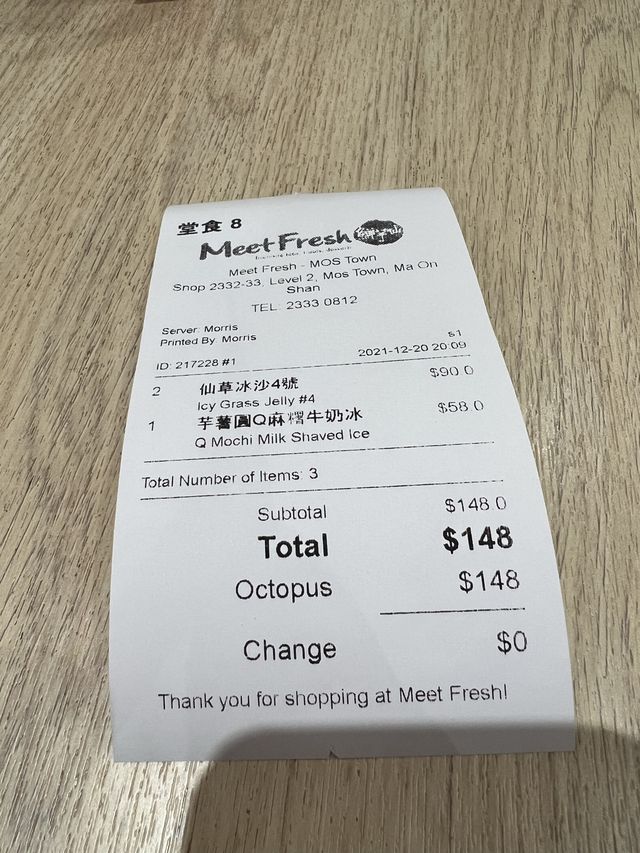 堂食 8
Meet Fresh
Meet Fresh - MOS Town
Shop 2332-33, Level 2, Mos Town, Ma On
Shan
TEL: 2333 0812
Server: Morris
Printed By: Morris
s1
ID: 217228 #1 2021-12-20 20:09
2 仙草冰沙4號 $90.0
Icy Grass Jelly #4
1 芋薯圓Q麻糬牛奶冰 $58.0
Q Mochi Milk Shaved Ice
Total Number of Items: 3
Subtotal $148.0
Total $148
Octopus $148
Change $0
Thank you for shopping at Meet Fresh!